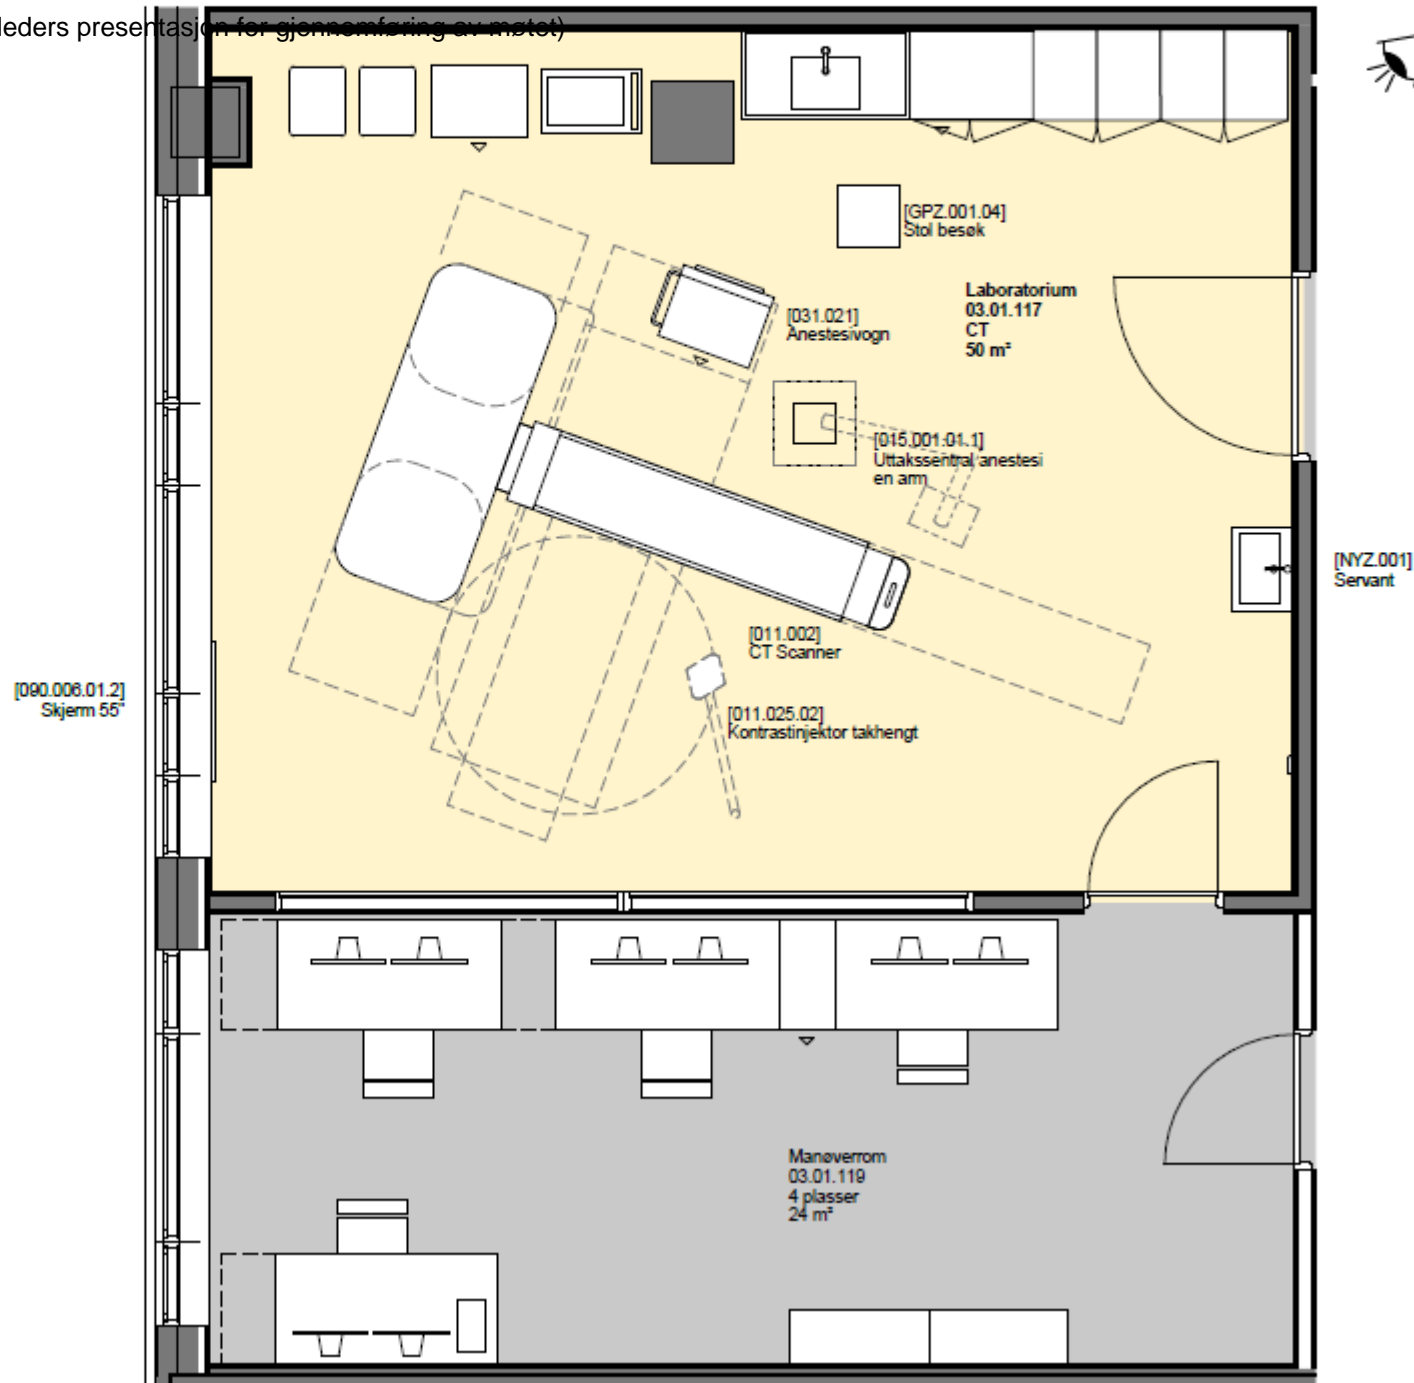 leders presentasjon for gjennomføring av møtet)
[GPZ.001.04]
Stol besøk
Laboratorium
03.01.117
CT
50 m²
[031.021]
Anestesivogn
[015.001.01.1]
Uttakssentral anestesi
en arm
[NYZ.001]
Servant
[011.002]
CT Scanner
[090.006.01.2]
Skjerm 55"
[011.025.02]
Kontrastinjektor takhengt
Manøverrom
03.01.119
4 plasser
24 m²